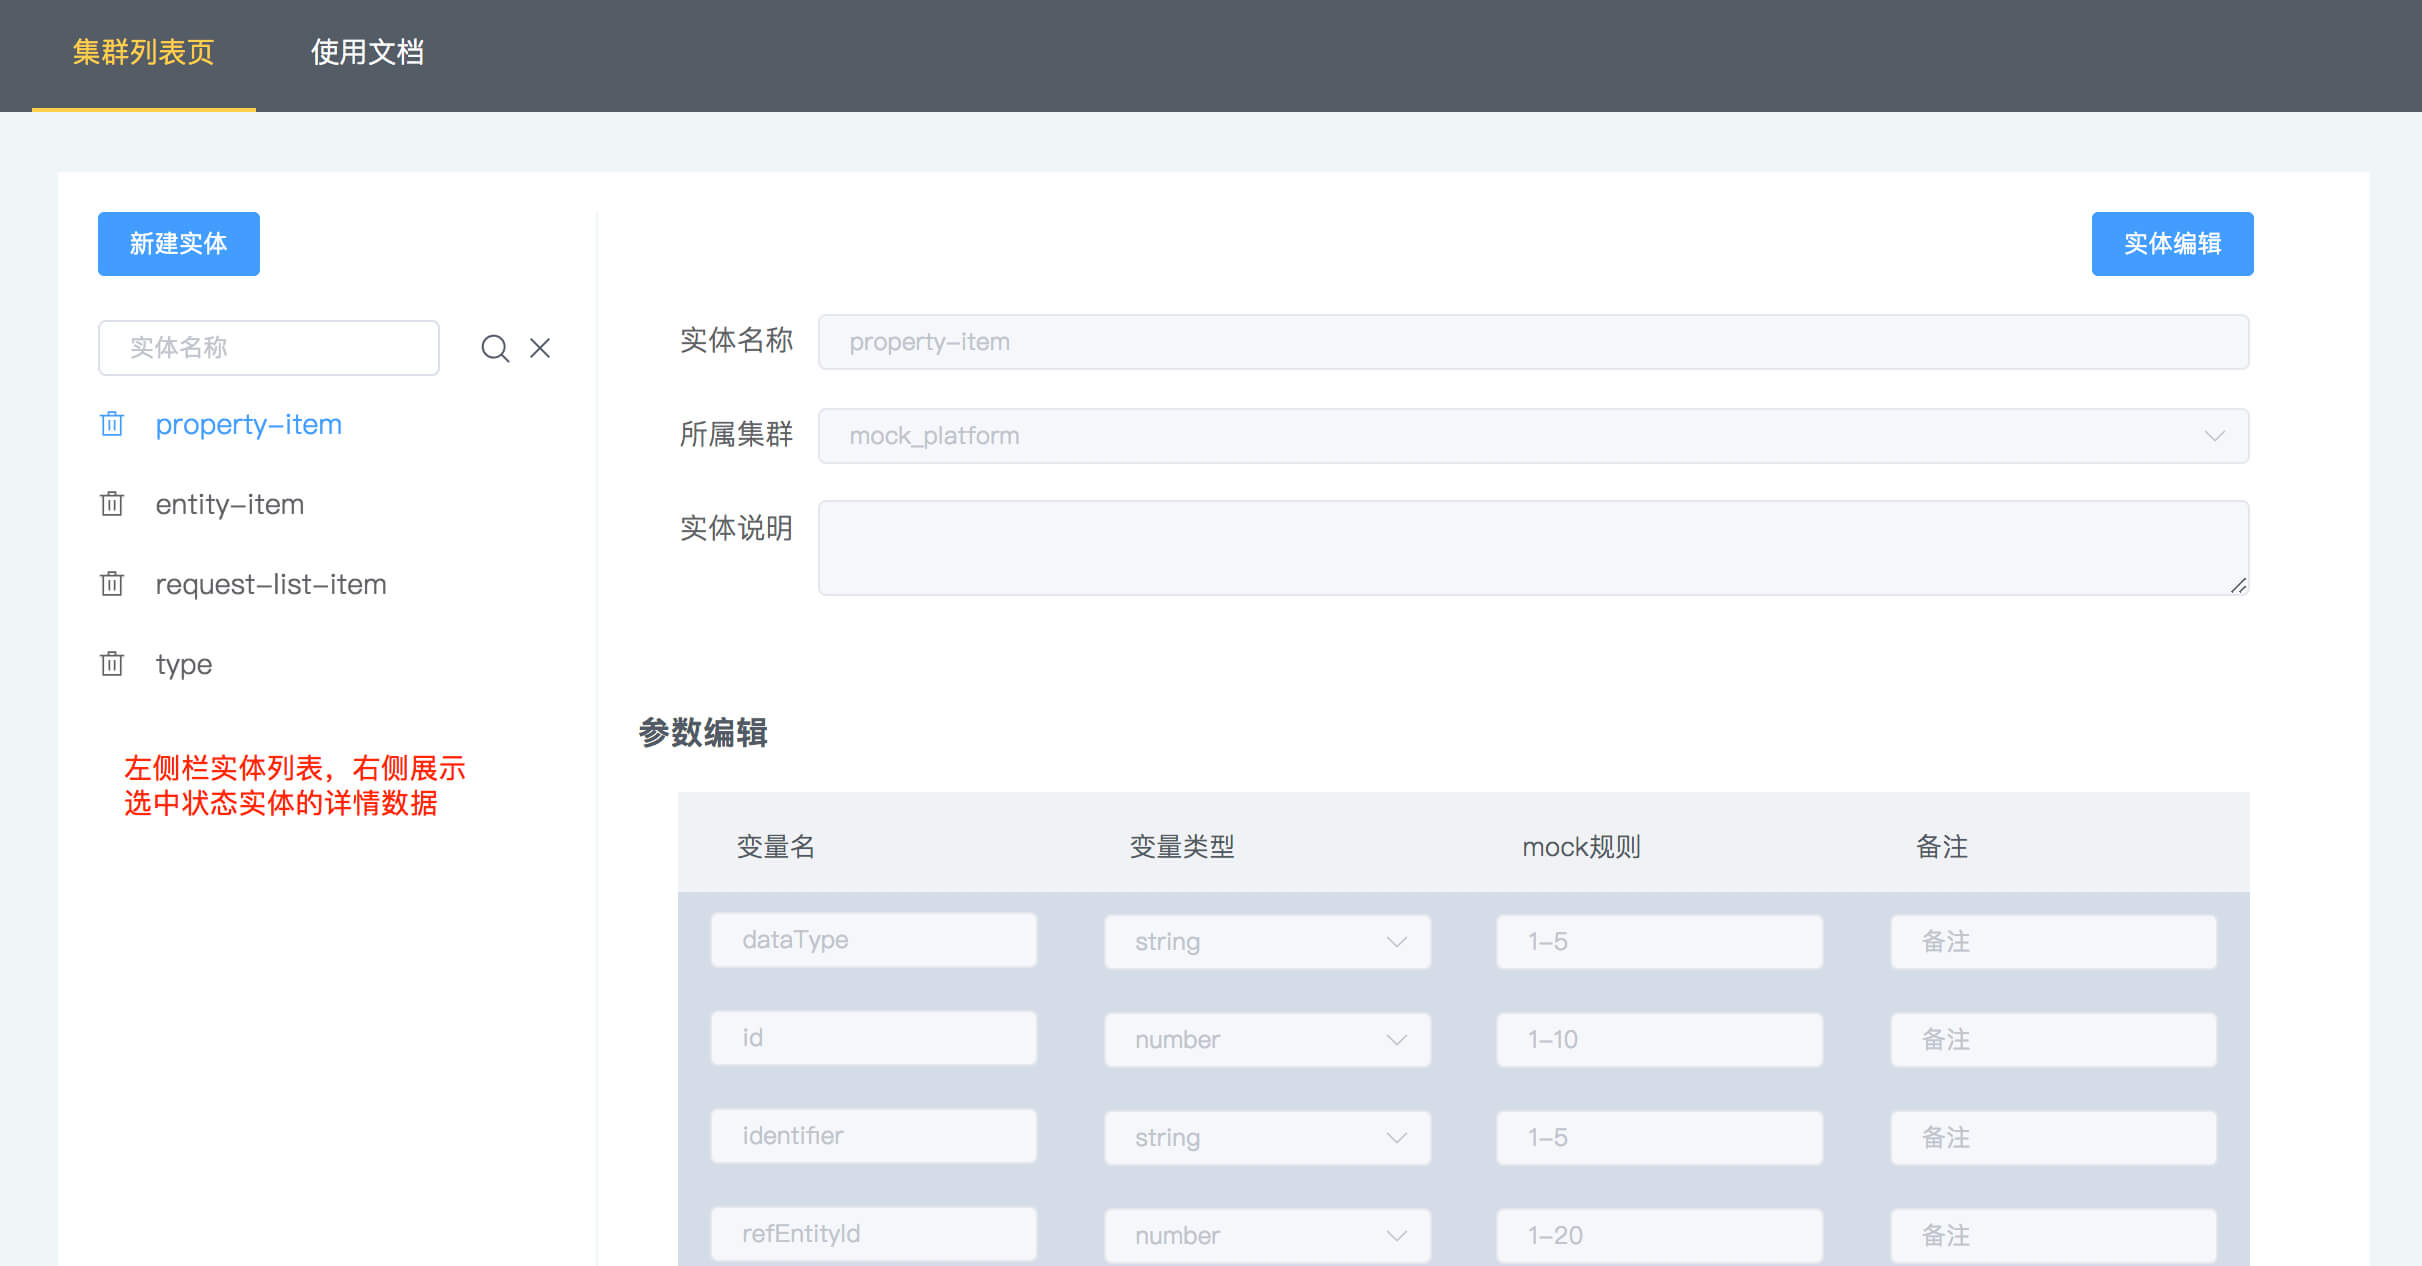 集群列表页 使用文档
新建实体
实体名称
property-item
entity-item
request-list-item
type
左侧栏实体列表，右侧展示
选中状态实体的详情数据
实体编辑
实体名称 property-item
所属集群 mock_platform
实体说明
参数编辑
变量名 变量类型 mock规则 备注
dataType string 1-5 备注
id number 1-10 备注
identifier string 1-5 备注
refEntityId number 1-20 备注